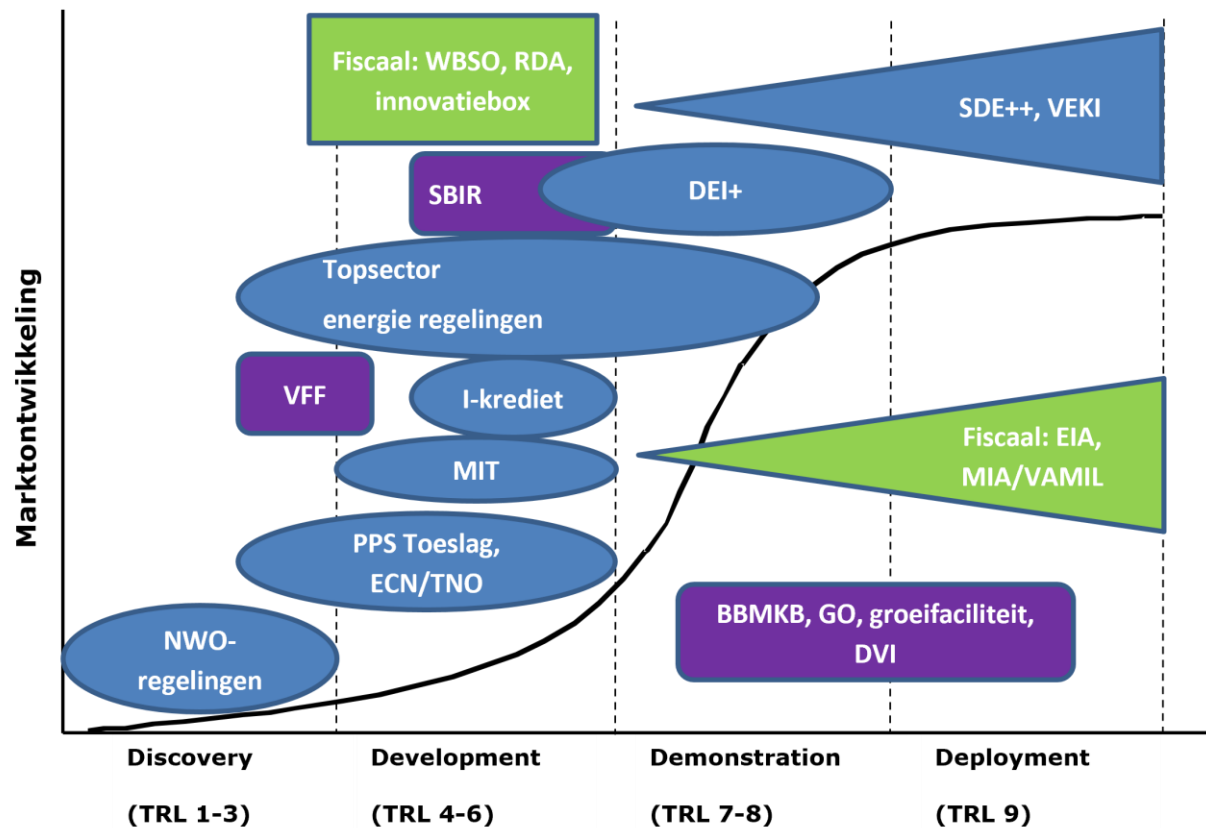 Marktontwikkeling
Fiscaal: WBSO, RDA,
innovatiebox
SDE++, VEKI
SBIR
DEI+
Topsector
energie regelingen
VFF
I-krediet
MIT
Fiscaal: EIA,
MIA/VAMIL
PPS Toeslag,
ECN/TNO
BBMKB, GO, groeifaciliteit,
DVI
NWO-
regelingen
Discovery
(TRL 1-3)
Development
(TRL 4-6)
Demonstration
(TRL 7-8)
Deployment
(TRL 9)